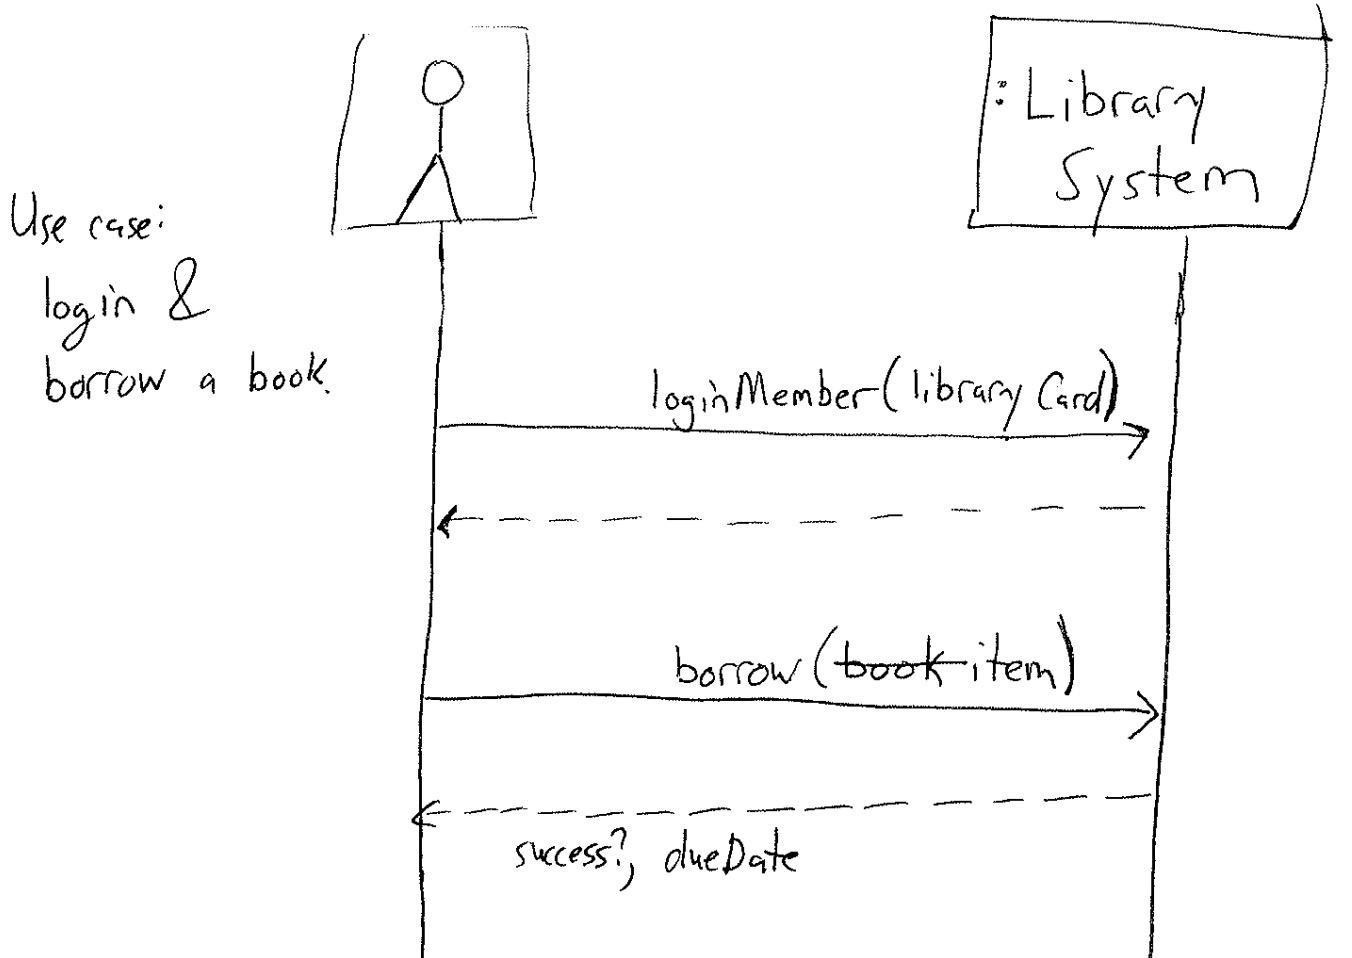 :Library
System
Use case:
login &
borrow a book.
loginMember(library Card)
borrow(book item)
success?, dueDate